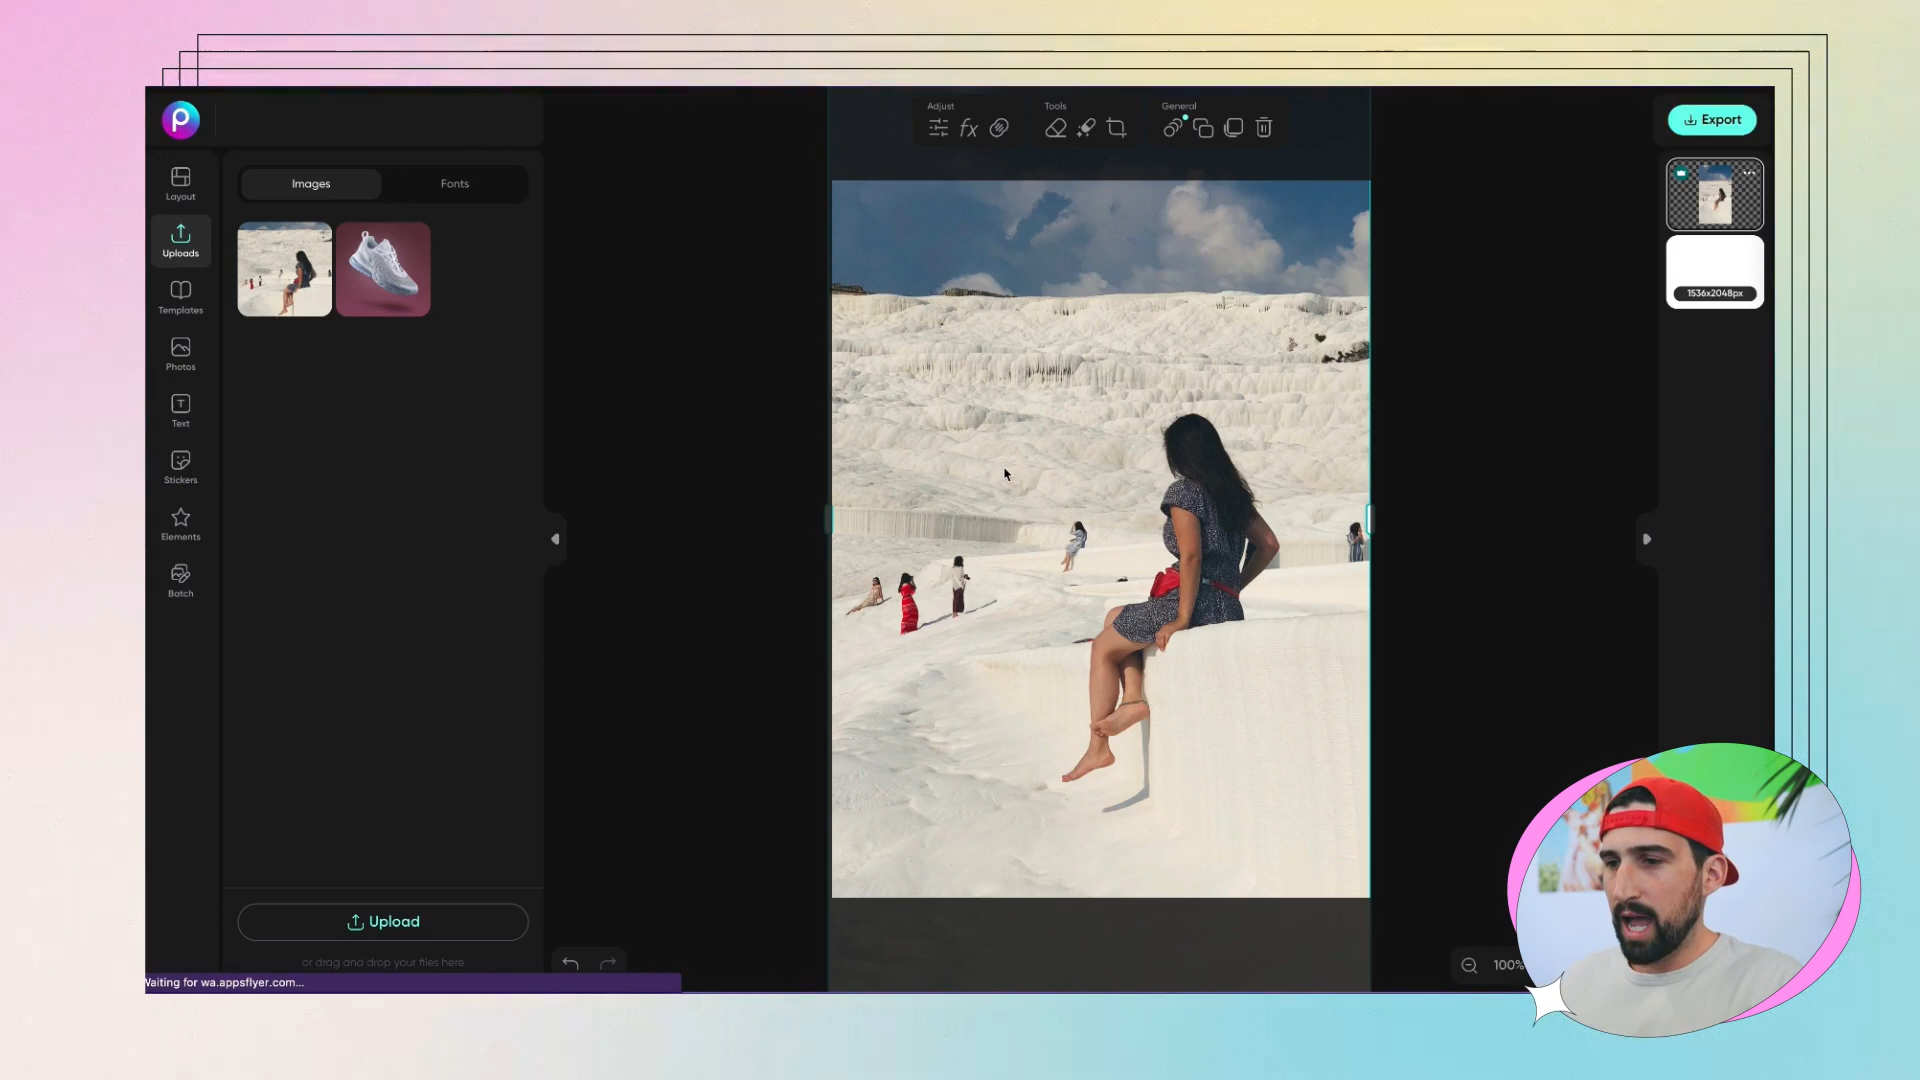 Adjust
Tools
General
fx
Export
Layout
Images
Fonts
Uploads
Templates
1536x2048px
Photos
Text
Stickers
Elements
Batch
Upload
or drag and drop your files here
100%
Waiting for wa.appsflyer.com...